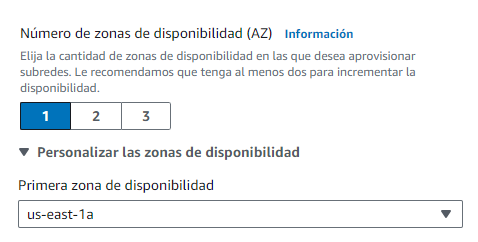 Número de zonas de disponibilidad (AZ) Información
Elija la cantidad de zonas de disponibilidad en las que desea aprovisionar
subredes. Le recomendamos que tenga al menos dos para incrementar la
disponibilidad.
1 2 3
Personalizar las zonas de disponibilidad
Primera zona de disponibilidad
us-east-1a